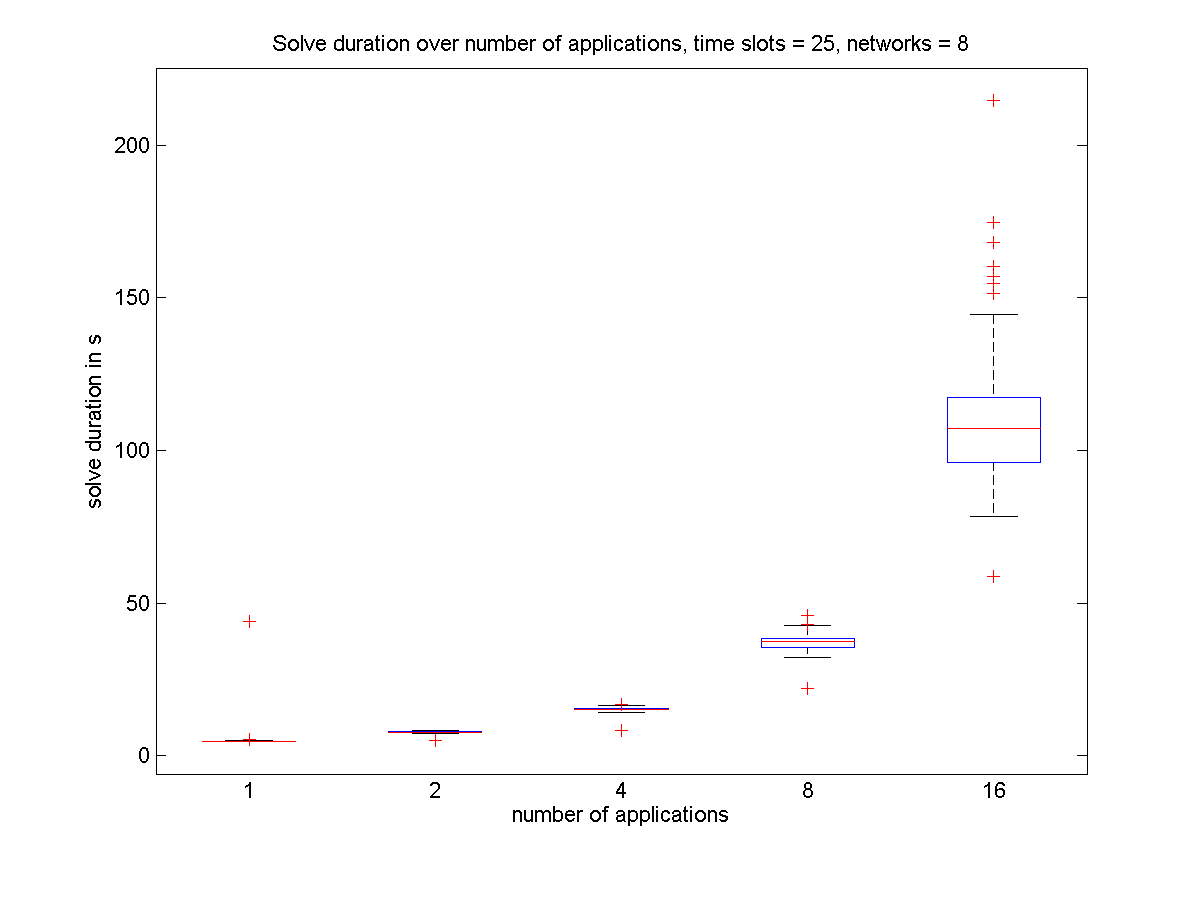 Solve duration over number of applications, time slots = 25, networks = 8
solve duration in s
200
150
100
50
0
1 2 4 8 16
number of applications